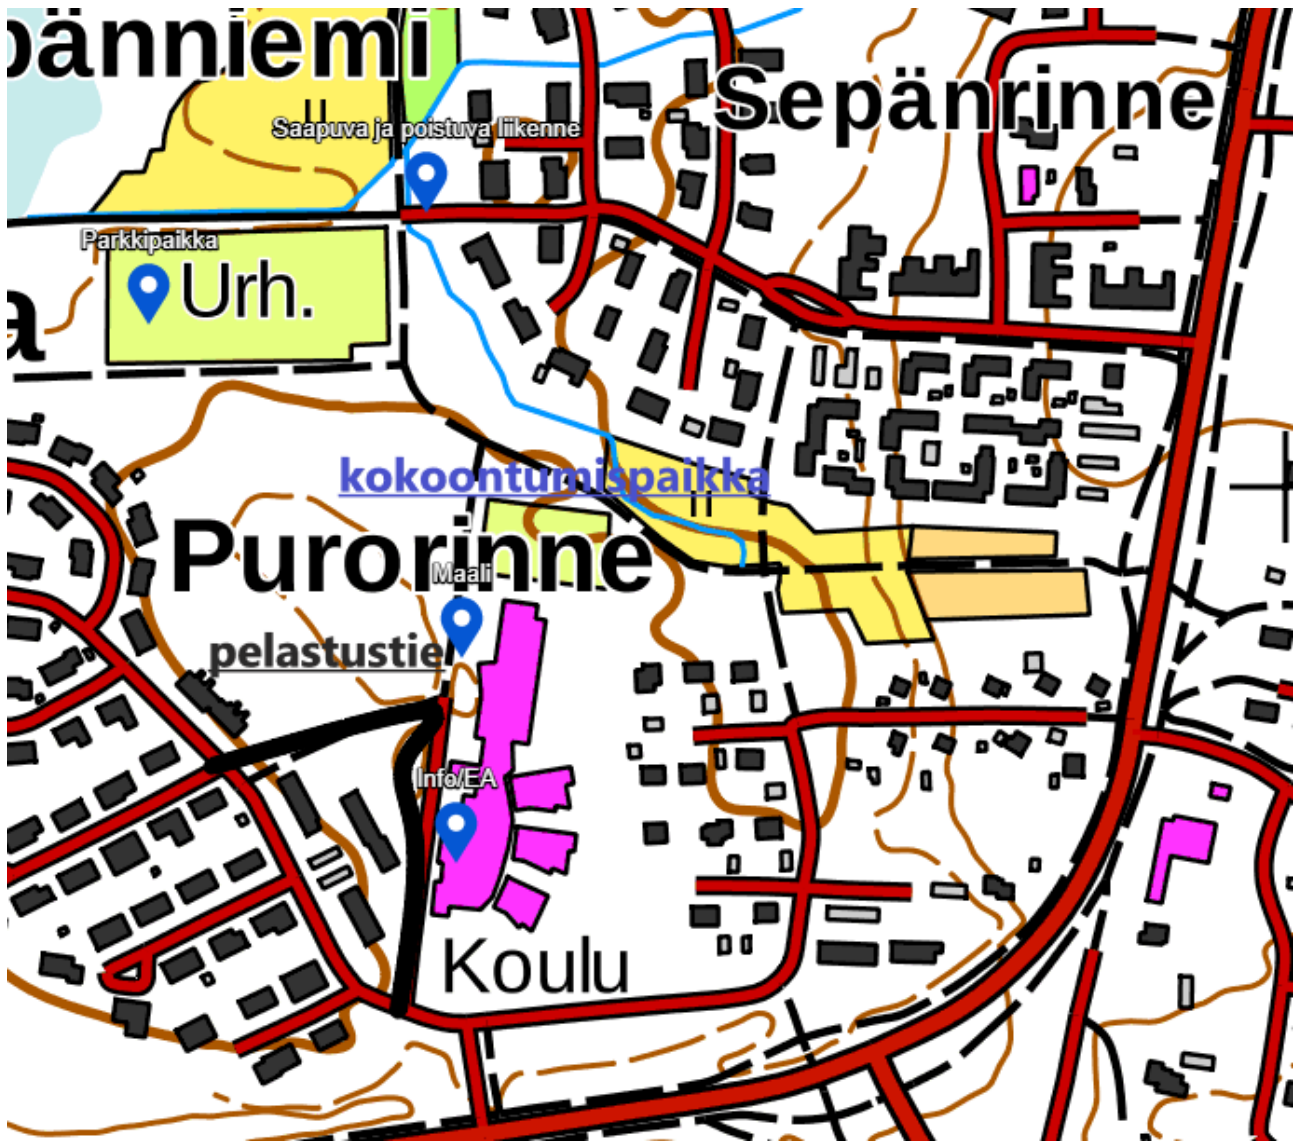 pänniemi
Sepänrinne
Saapuva ja poistuva liikenne
Parkkipaikka
Urh.
a
kokoontumispaikka
Purorinne
Maali
pelastustie
Info/EA
Koulu